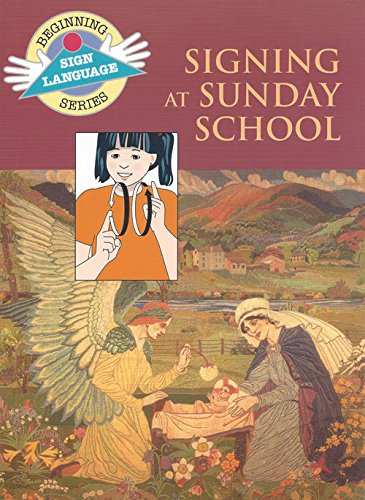 BEGINNING
SIGN
LANGUAGE
SERIES
SIGNING
AT SUNDAY
SCHOOL